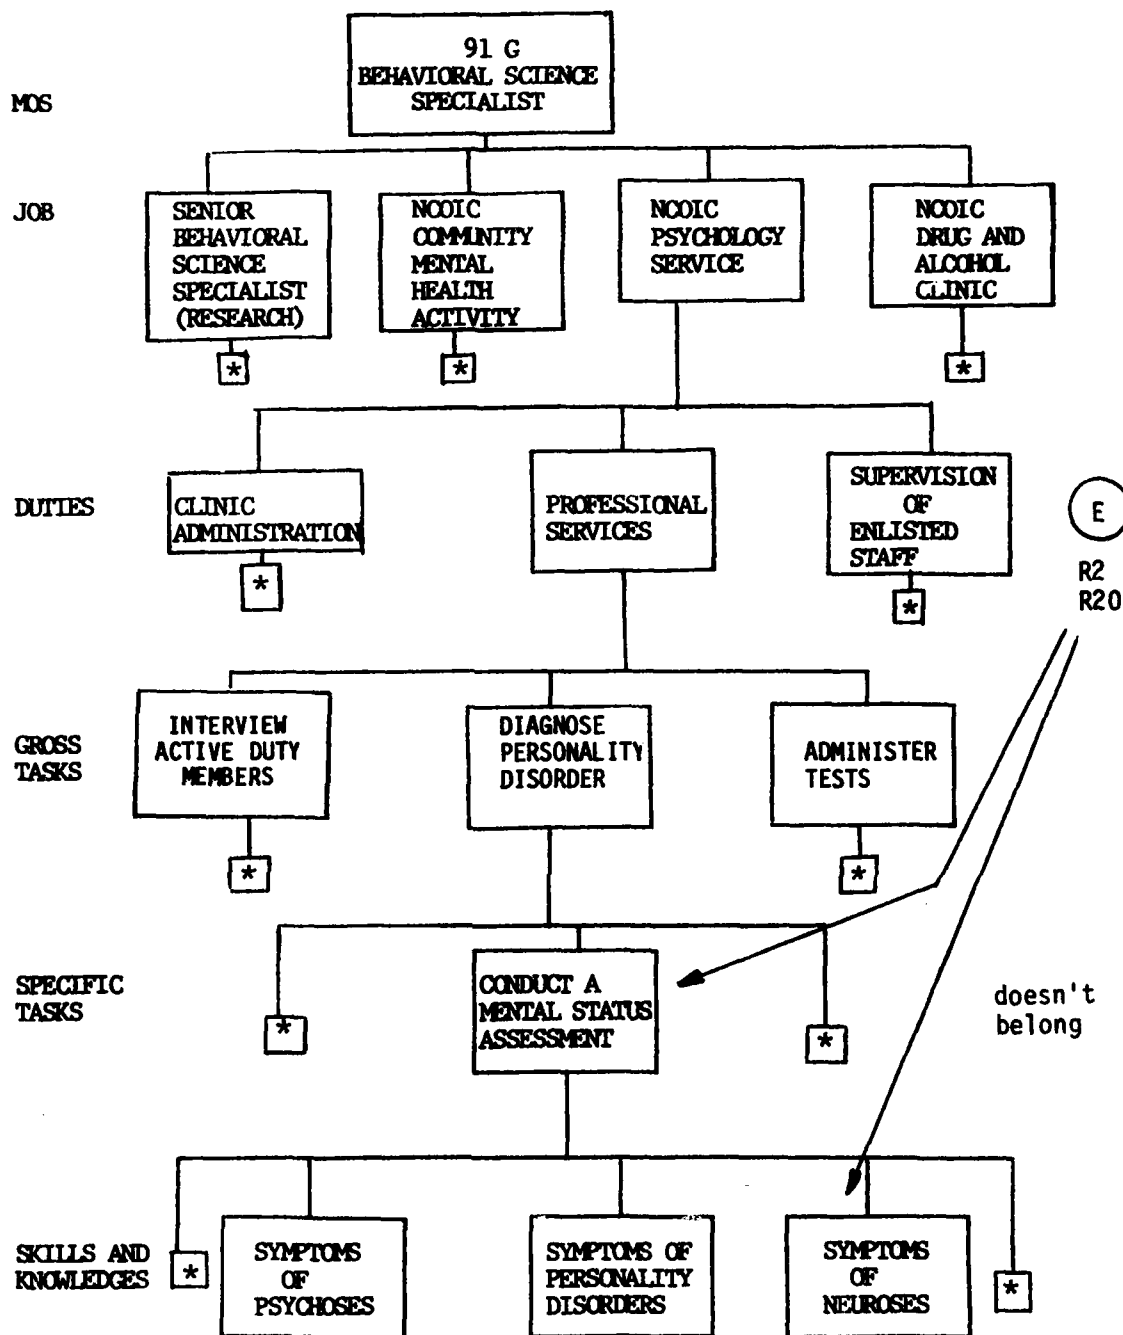 91 G
BEHAVIORAL SCIENCE
SPECIALIST
MOS
JOB
SENIOR
BEHAVIORAL
SCIENCE
SPECIALIST
(RESEARCH)
NCOIC
COMMUNITY
MENTAL
HEALTH
ACTIVITY
NCOIC
PSYCHOLOGY
SERVICE
NCOIC
DRUG AND
ALCOHOL
CLINIC
*
*
*
DUTIES
CLINIC
ADMINISTRATION
PROFESSIONAL
SERVICES
SUPERVISION
OF
ENLISTED
STAFF
E
R2
R20
*
*
GROSS
TASKS
INTERVIEW
ACTIVE DUTY
MEMBERS
DIAGNOSE
PERSONALITY
DISORDER
ADMINISTER
TESTS
*
*
SPECIFIC
TASKS
*
CONDUCT A
MENTAL STATUS
ASSESSMENT
*
doesn't
belong
SKILLS AND
KNOWLEDGES
*
SYMPTOMS
OF
PSYCHOSES
SYMPTOMS OF
PERSONALITY
DISORDERS
SYMPTOMS
OF
NEUROSES
*